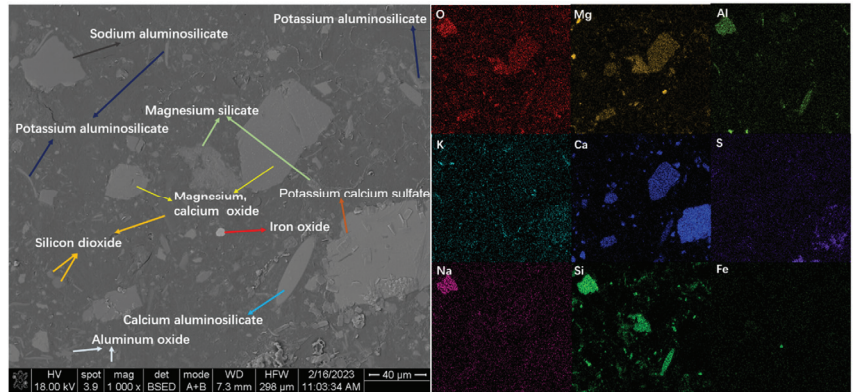 Sodium aluminosilicate
Potassium aluminosilicate
Magnesium silicate
Potassium aluminosilicate
Magnesium,
calcium oxide
Potassium calcium sulfate
Silicon dioxide
Iron oxide
Calcium aluminosilicate
Aluminum oxide
HV spot mag det mode WD HFW 2/16/2023 40 µm
18.00 kV 3.9 1 000 x BSED A+B 7.3 mm 298 µm 11:03:34 AM
O Mg Al
K Ca S
Na Si Fe